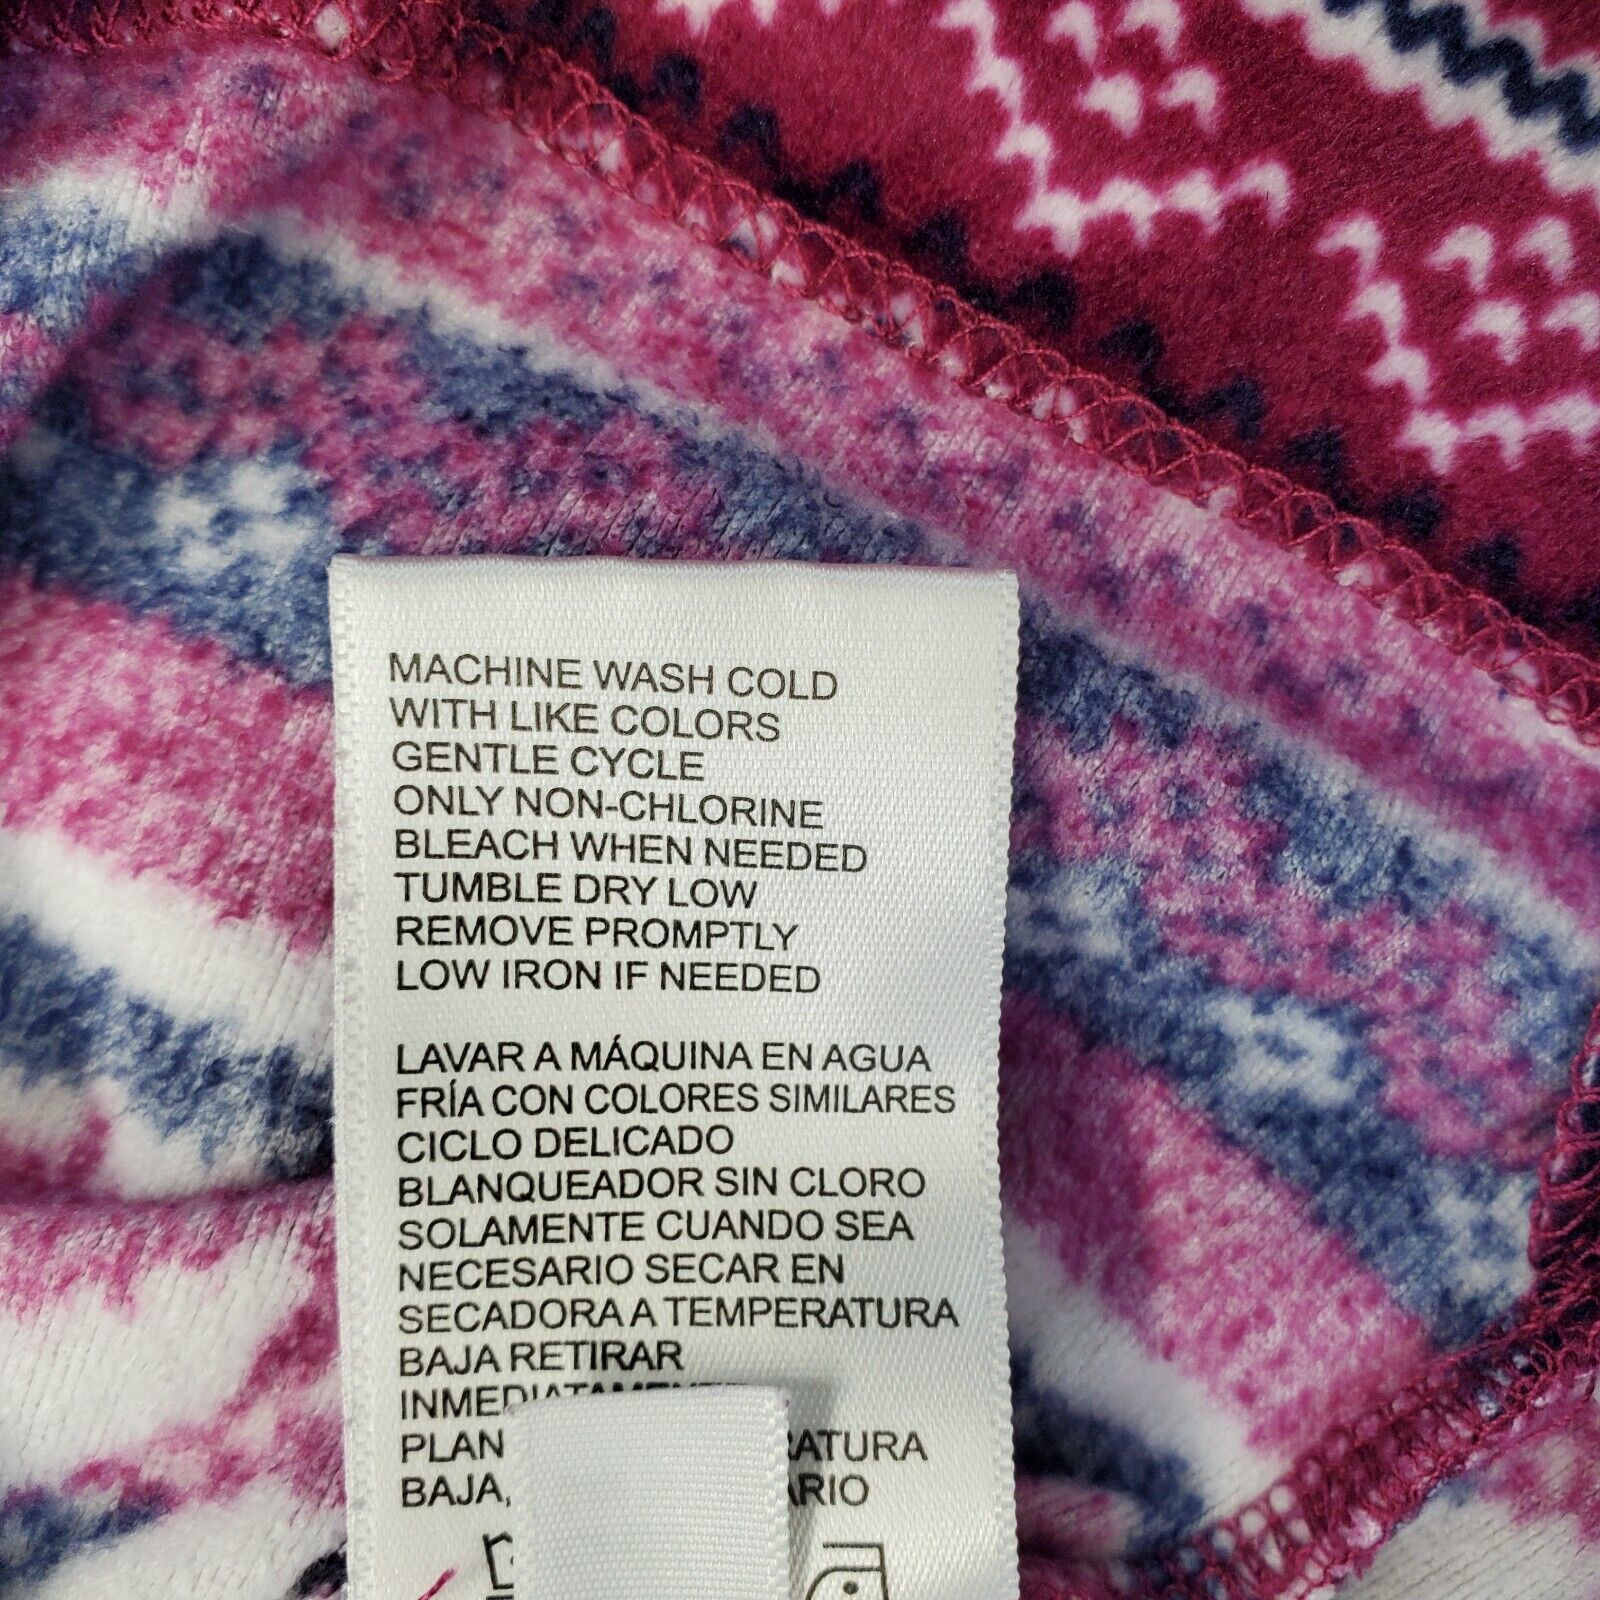 MACHINE WASH COLD
WITH LIKE COLORS
GENTLE CYCLE
ONLY NON-CHLORINE
BLEACH WHEN NEEDED
TUMBLE DRY LOW
REMOVE PROMPTLY
LOW IRON IF NEEDED
LAVAR A MÁQUINA EN AGUA
FRÍA CON COLORES SIMILARES
CICLO DELICADO
BLANQUEADOR SIN CLORO
SOLAMENTE CUANDO SEA
NECESARIO SECAR EN
SECADORA A TEMPERATURA
BAJA RETIRAR
BAJA,